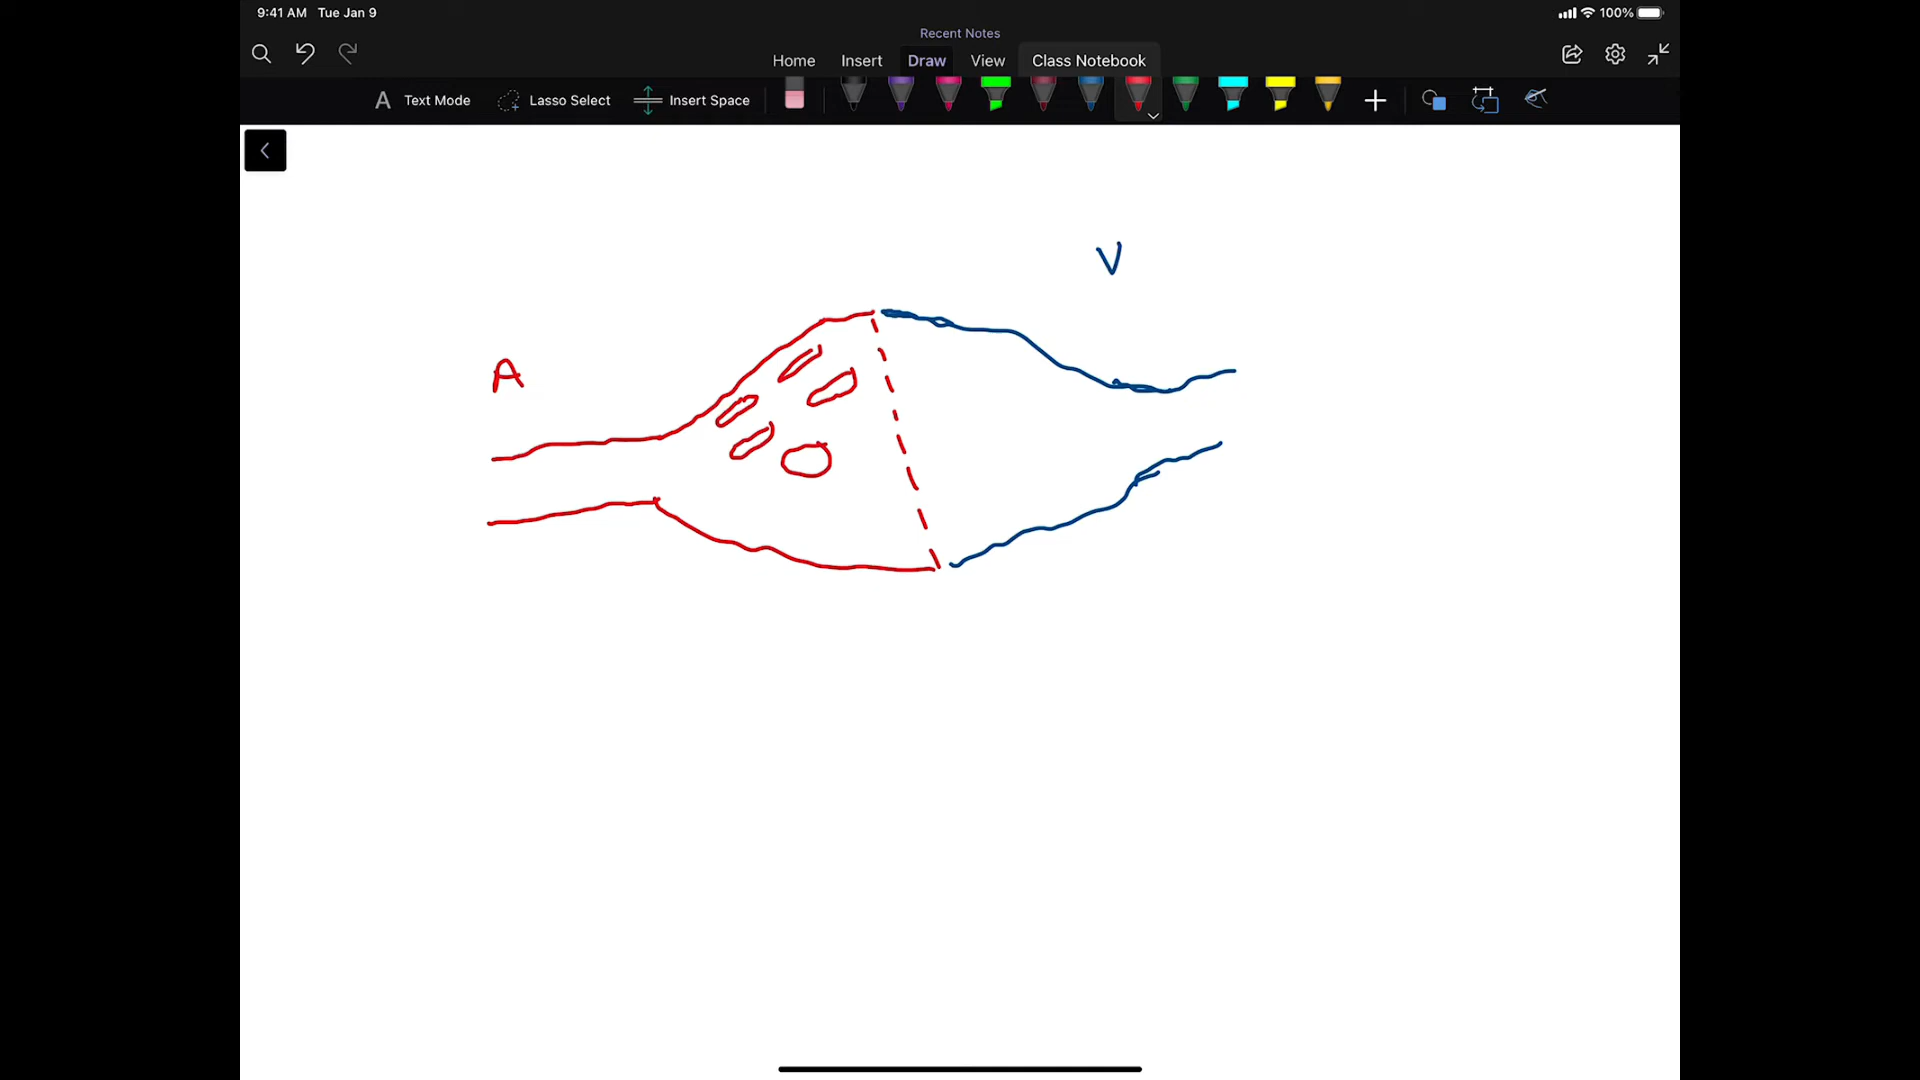 9:41 AM Tue Jan 9
100%
Recent Notes
Home Insert Draw View Class Notebook
A Text Mode Lasso Select Insert Space
V
A